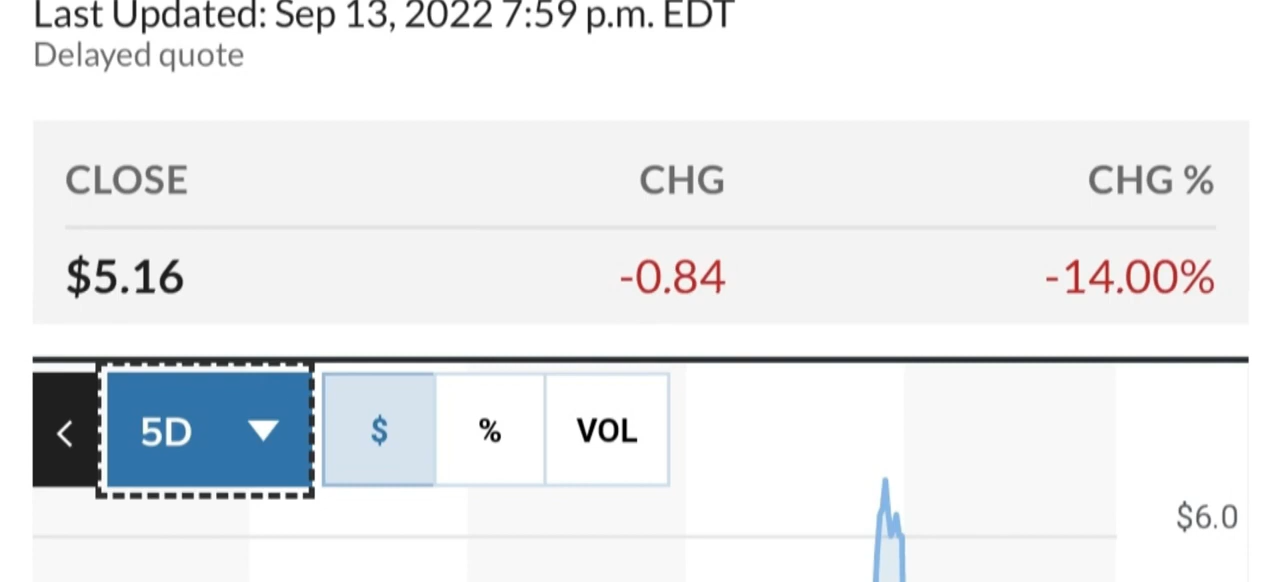 Last Updated: Sep 13, 2022 7:59 p.m. EDT
Delayed quote
CLOSE CHG CHG %
$5.16 -0.84 -14.00%
5D $ % VOL
$6.0